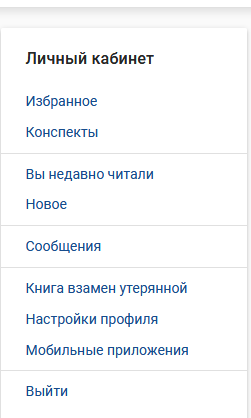 Личный кабинет
Избранное
Конспекты
Вы недавно читали
Новое
Сообщения
Книга взамен утерянной
Настройки профиля
Мобильные приложения
Выйти